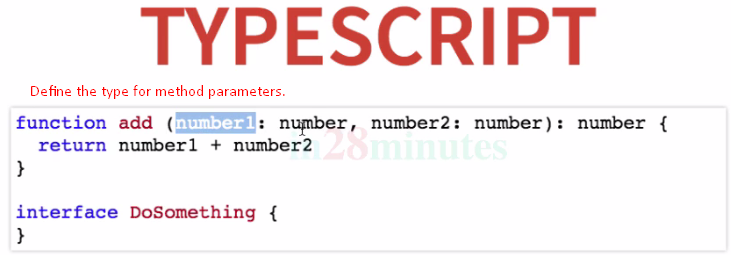 TYPESCRIPT
Define the type for method parameters.
function add (number1: number, number2: number): number {
  return number1 + number2
}
in28minutes
interface DoSomething {
}